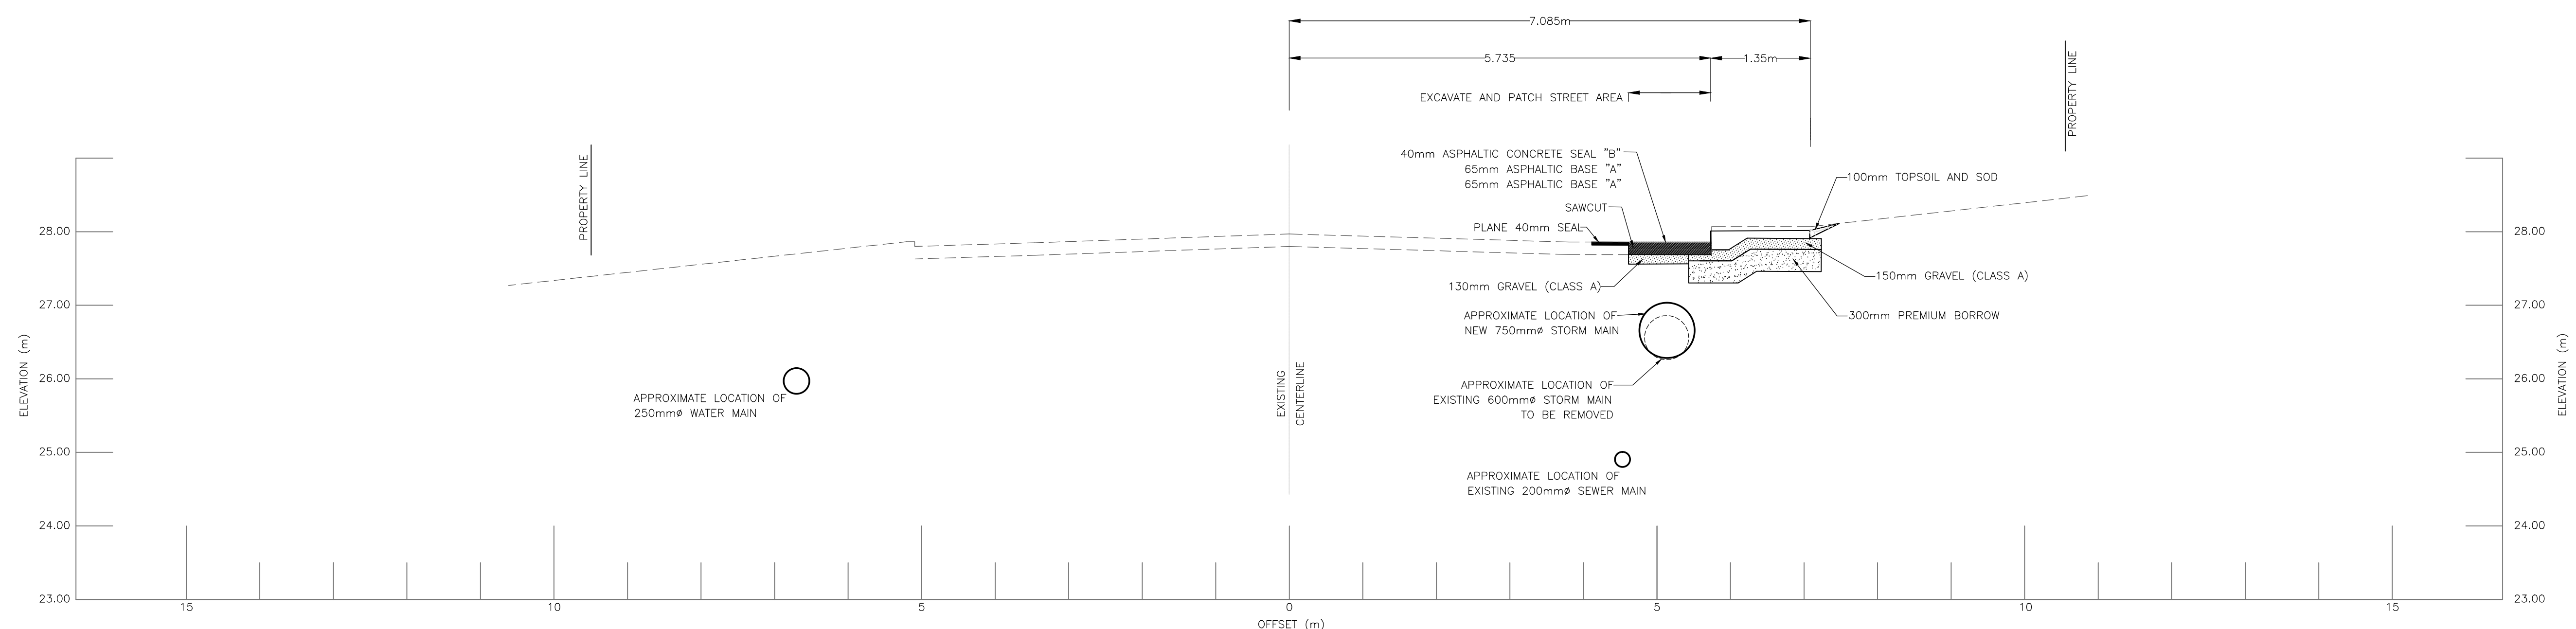 7.085m
5.735
1.35m
EXCAVATE AND PATCH STREET AREA
PROPERTY LINE
PROPERTY LINE
40mm ASPHALTIC CONCRETE SEAL "B"
65mm ASPHALTIC BASE "A"
65mm ASPHALTIC BASE "A"
SAWCUT
PLANE 40mm SEAL
100mm TOPSOIL AND SOD
150mm GRAVEL (CLASS A)
130mm GRAVEL (CLASS A)
300mm PREMIUM BORROW
APPROXIMATE LOCATION OF
NEW 750mmø STORM MAIN
APPROXIMATE LOCATION OF
EXISTING 600mmø STORM MAIN
TO BE REMOVED
APPROXIMATE LOCATION OF
250mmø WATER MAIN
EXISTING
CENTERLINE
APPROXIMATE LOCATION OF
EXISTING 200mmø SEWER MAIN
ELEVATION (m)
28.00
27.00
26.00
25.00
24.00
23.00
28.00
27.00
26.00
25.00
24.00
23.00
ELEVATION (m)
15 10 5 0 5 10 15
OFFSET (m)